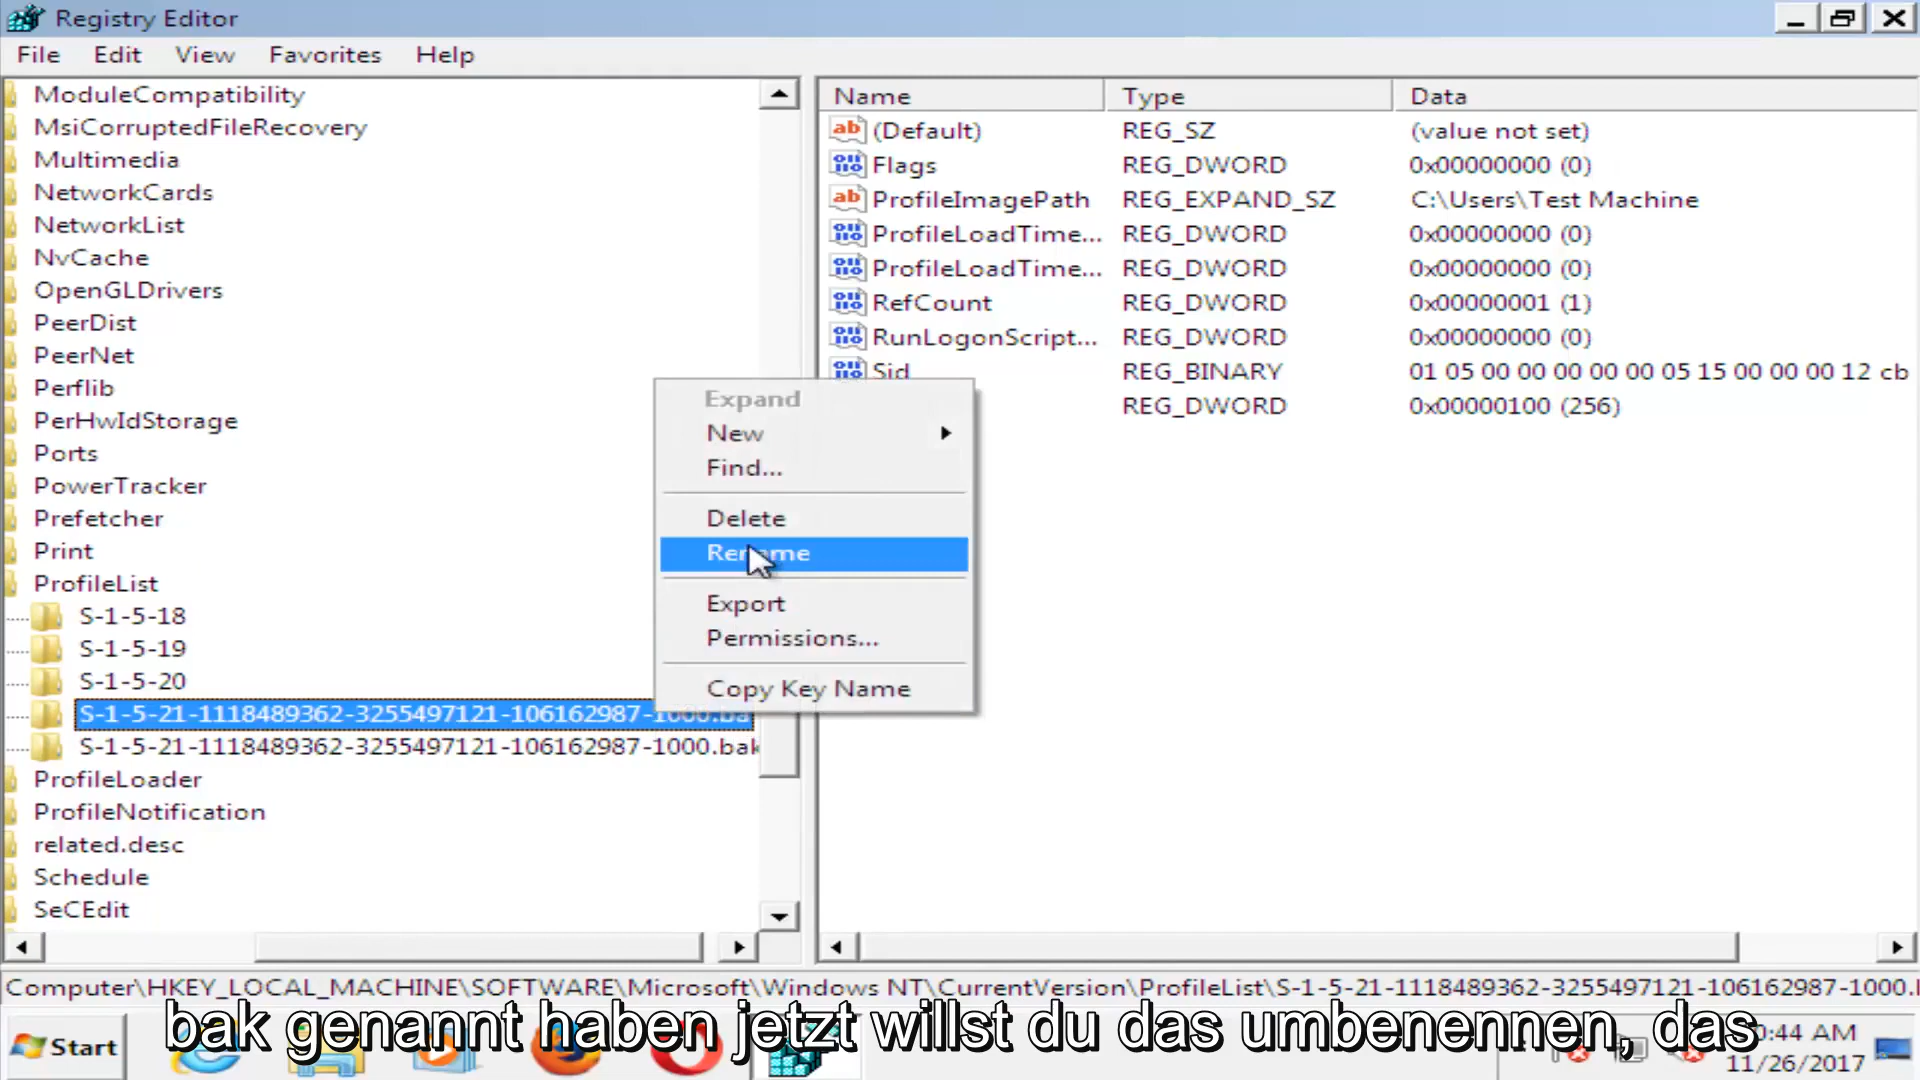 Registry Editor
File Edit View Favorites Help
ModuleCompatibility
MsiCorruptedFileRecovery
Multimedia
NetworkCards
NetworkList
NvCache
OpenGLDrivers
PeerDist
PeerNet
Perflib
PerHwIdStorage
Ports
PowerTracker
Prefetcher
Print
ProfileList
S-1-5-18
S-1-5-19
S-1-5-20
S-1-5-21-1118489362-3255497121-106162987-1000.ba
S-1-5-21-1118489362-3255497121-106162987-1000.bak
ProfileLoader
ProfileNotification
related.desc
Schedule
SeCEdit
Name Type Data
(Default) REG_SZ (value not set)
Flags REG_DWORD 0x00000000 (0)
ProfileImagePath REG_EXPAND_SZ C:\Users\Test Machine
ProfileLoadTime... REG_DWORD 0x00000000 (0)
ProfileLoadTime... REG_DWORD 0x00000000 (0)
RefCount REG_DWORD 0x00000001 (1)
RunLogonScript... REG_DWORD 0x00000000 (0)
Sid REG_BINARY 01 05 00 00 00 00 00 05 15 00 00 00 12 cb
REG_DWORD 0x00000100 (256)
Expand
New
Find...
Delete
Rename
Export
Permissions...
Copy Key Name
Computer\HKEY_LOCAL_MACHINE\SOFTWARE\Microsoft\Windows NT\CurrentVersion\ProfileList\S-1-5-21-1118489362-3255497121-106162987-1000.
bak genannt haben jetzt willst du das umbenennen, das
Start
0:44 AM
11/26/2017